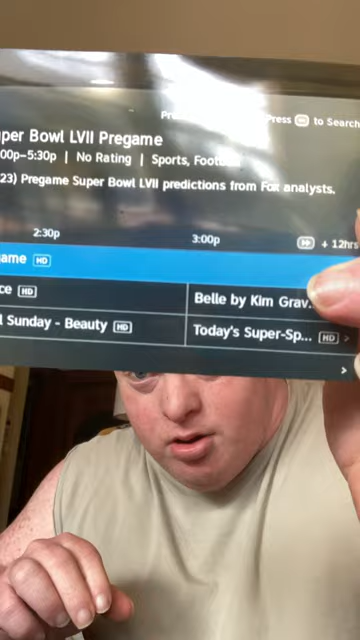 Press to Search
per Bowl LVII Pregame
00p-5:30p | No Rating | Sports,
23) Pregame Super Bowl LVII predictions from Fox analysts.
2:30p 3:00p + 12hrs
ame HD
ce HD Belle by Kim Grav
l Sunday - Beauty HD Today's Super-Sp... HD >
>